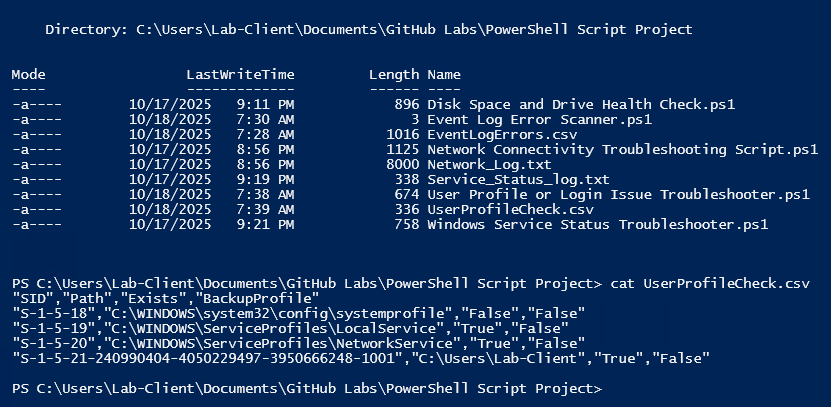 Directory: C:\Users\Lab-Client\Documents\GitHub Labs\PowerShell Script Project
Mode LastWriteTime Length Name
---- ------------- ------ ----
-a---- 10/17/2025 9:11 PM 896 Disk Space and Drive Health Check.ps1
-a---- 10/18/2025 7:30 AM 3 Event Log Error Scanner.ps1
-a---- 10/18/2025 7:28 AM 1016 EventLogErrors.csv
-a---- 10/17/2025 8:56 PM 1125 Network Connectivity Troubleshooting Script.ps1
-a---- 10/17/2025 8:56 PM 8000 Network_Log.txt
-a---- 10/17/2025 9:19 PM 338 Service_Status_log.txt
-a---- 10/18/2025 7:38 AM 674 User Profile or Login Issue Troubleshooter.ps1
-a---- 10/18/2025 7:39 AM 336 UserProfileCheck.csv
-a---- 10/17/2025 9:21 PM 758 Windows Service Status Troubleshooter.ps1
PS C:\Users\Lab-Client\Documents\GitHub Labs\PowerShell Script Project> cat UserProfileCheck.csv
"SID","Path","Exists","BackupProfile"
"S-1-5-18","C:\WINDOWS\system32\config\systemprofile","False","False"
"S-1-5-19","C:\WINDOWS\ServiceProfiles\LocalService","True","False"
"S-1-5-20","C:\WINDOWS\ServiceProfiles\NetworkService","True","False"
"S-1-5-21-240990404-4050229497-3950666248-1001","C:\Users\Lab-Client","True","False"
PS C:\Users\Lab-Client\Documents\GitHub Labs\PowerShell Script Project>